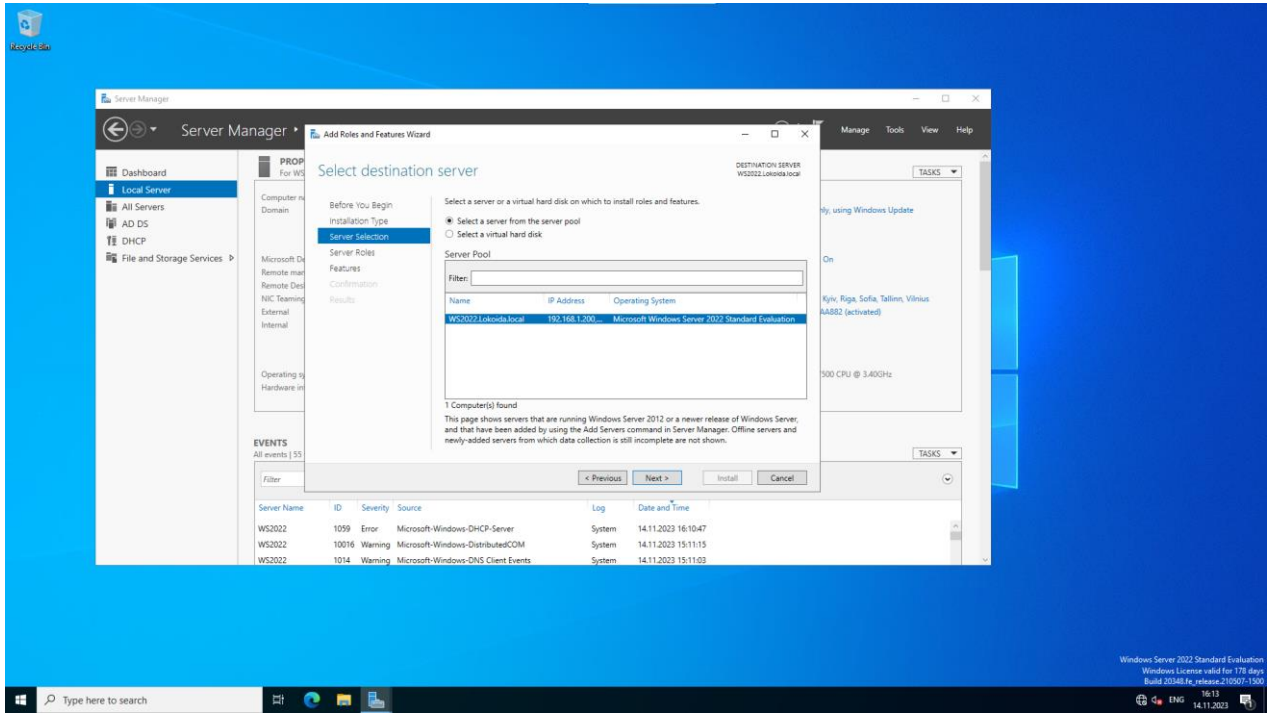 Recycle Bin
Server Manager
Server Manager
Manage Tools View Help
Dashboard
Local Server
All Servers
AD DS
DHCP
File and Storage Services
PROP
For WS
TASKS
Computer n
Domain
Microsoft De
Remote man
Remote Des
NIC Teaming
External
Internal
Operating sy
Hardware in
nly, using Windows Update
On
Kyiv, Riga, Sofia, Tallinn, Vilnius
AA882 (activated)
500 CPU @ 3.40GHz
Add Roles and Features Wizard
Select destination server
DESTINATION SERVER
WS2022.Lokoida.local
Before You Begin
Installation Type
Server Selection
Server Roles
Features
Confirmation
Results
Select a server or a virtual hard disk on which to install roles and features.
Select a server from the server pool
Select a virtual hard disk
Server Pool
Filter:
Name IP Address Operating System
WS2022.Lokoida.local 192.168.1.200,... Microsoft Windows Server 2022 Standard Evaluation
1 Computer(s) found
This page shows servers that are running Windows Server 2012 or a newer release of Windows Server,
and that have been added by using the Add Servers command in Server Manager. Offline servers and
newly-added servers from which data collection is still incomplete are not shown.
< Previous Next > Install Cancel
EVENTS
All events | 55
TASKS
Filter
Server Name ID Severity Source Log Date and Time
WS2022 1059 Error Microsoft-Windows-DHCP-Server System 14.11.2023 16:10:47
WS2022 10016 Warning Microsoft-Windows-DistributedCOM System 14.11.2023 15:11:15
WS2022 1014 Warning Microsoft-Windows-DNS Client Events System 14.11.2023 15:11:03
Windows Server 2022 Standard Evaluation
Windows License valid for 178 days
Build 20348.fe_release.210507-1500
Type here to search
ENG
16:13
14.11.2023